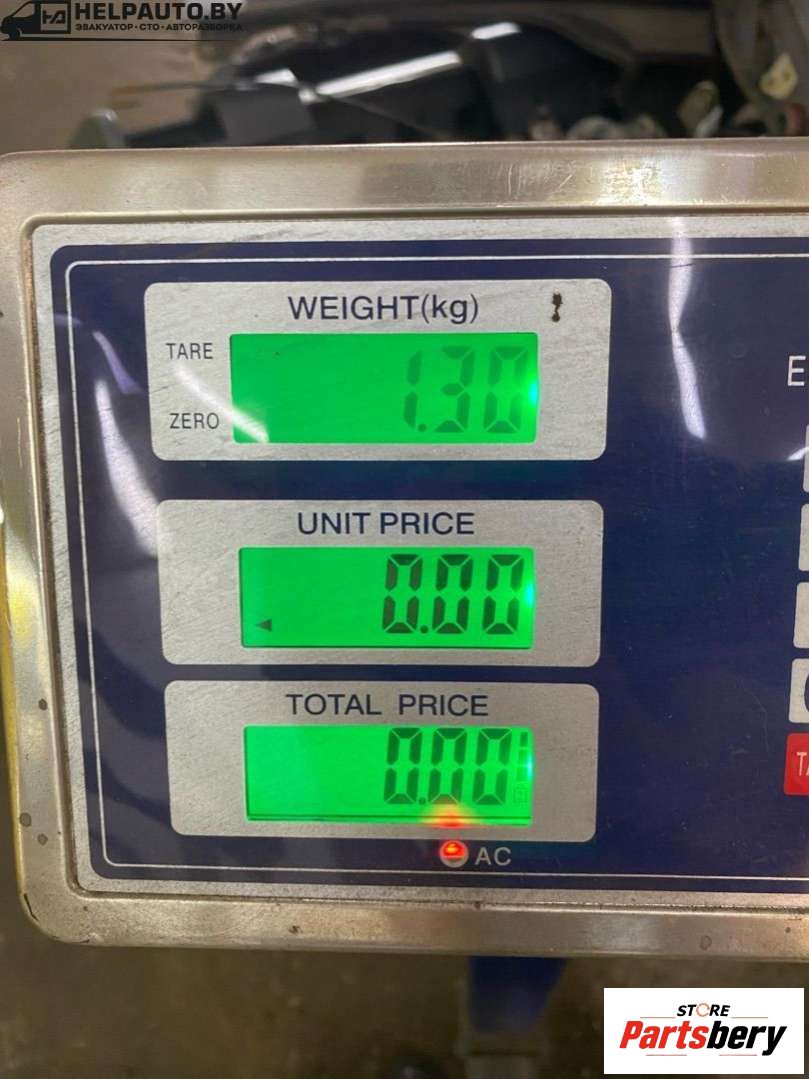 HELPAUTO.BY
ЭВАКУАТОР • СТО • АВТОРАЗБОРКА
WEIGHT(kg)
TARE
1.30
ZERO
E
UNIT PRICE
0.00
TOTAL PRICE
0.00
TA
AC
STORE
Partsbery